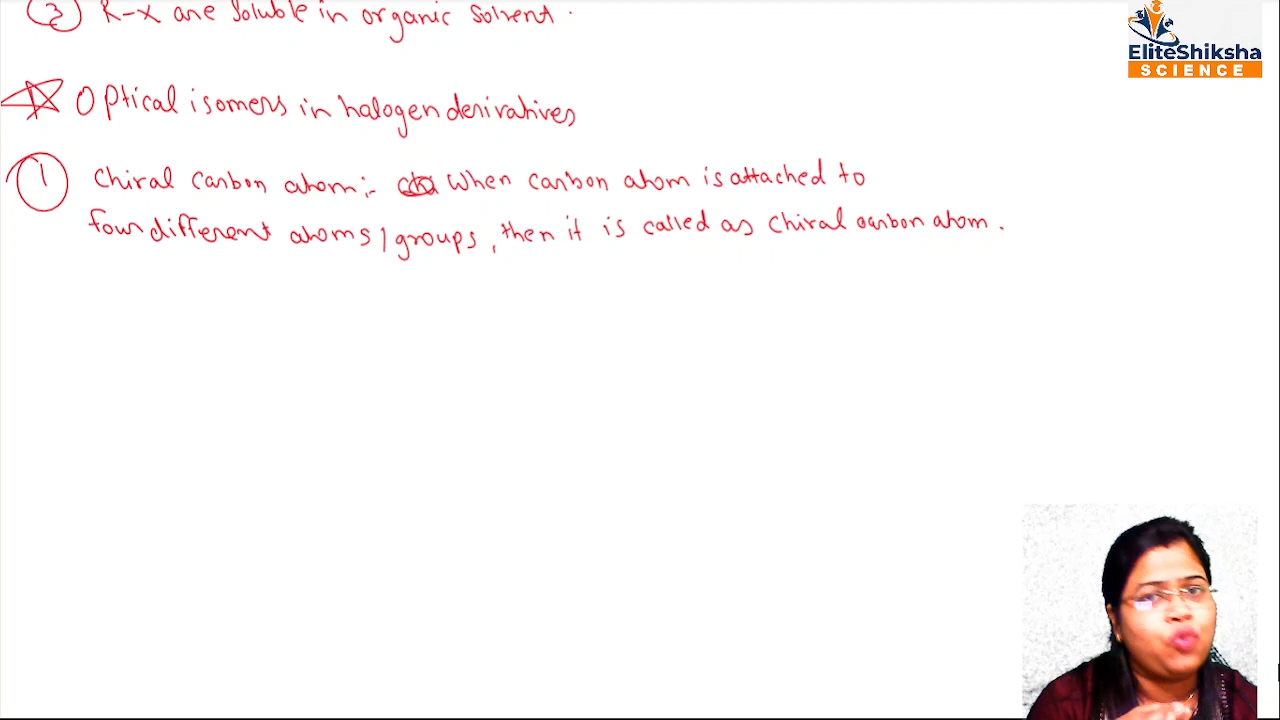 ③ R-X are soluble in organic solvent.
EliteShiksha
SCIENCE
Optical isomers in halogen derivatives
① Chiral carbon atom:- When carbon atom is attached to
four different atoms/groups, then it is called as chiral carbon atom.